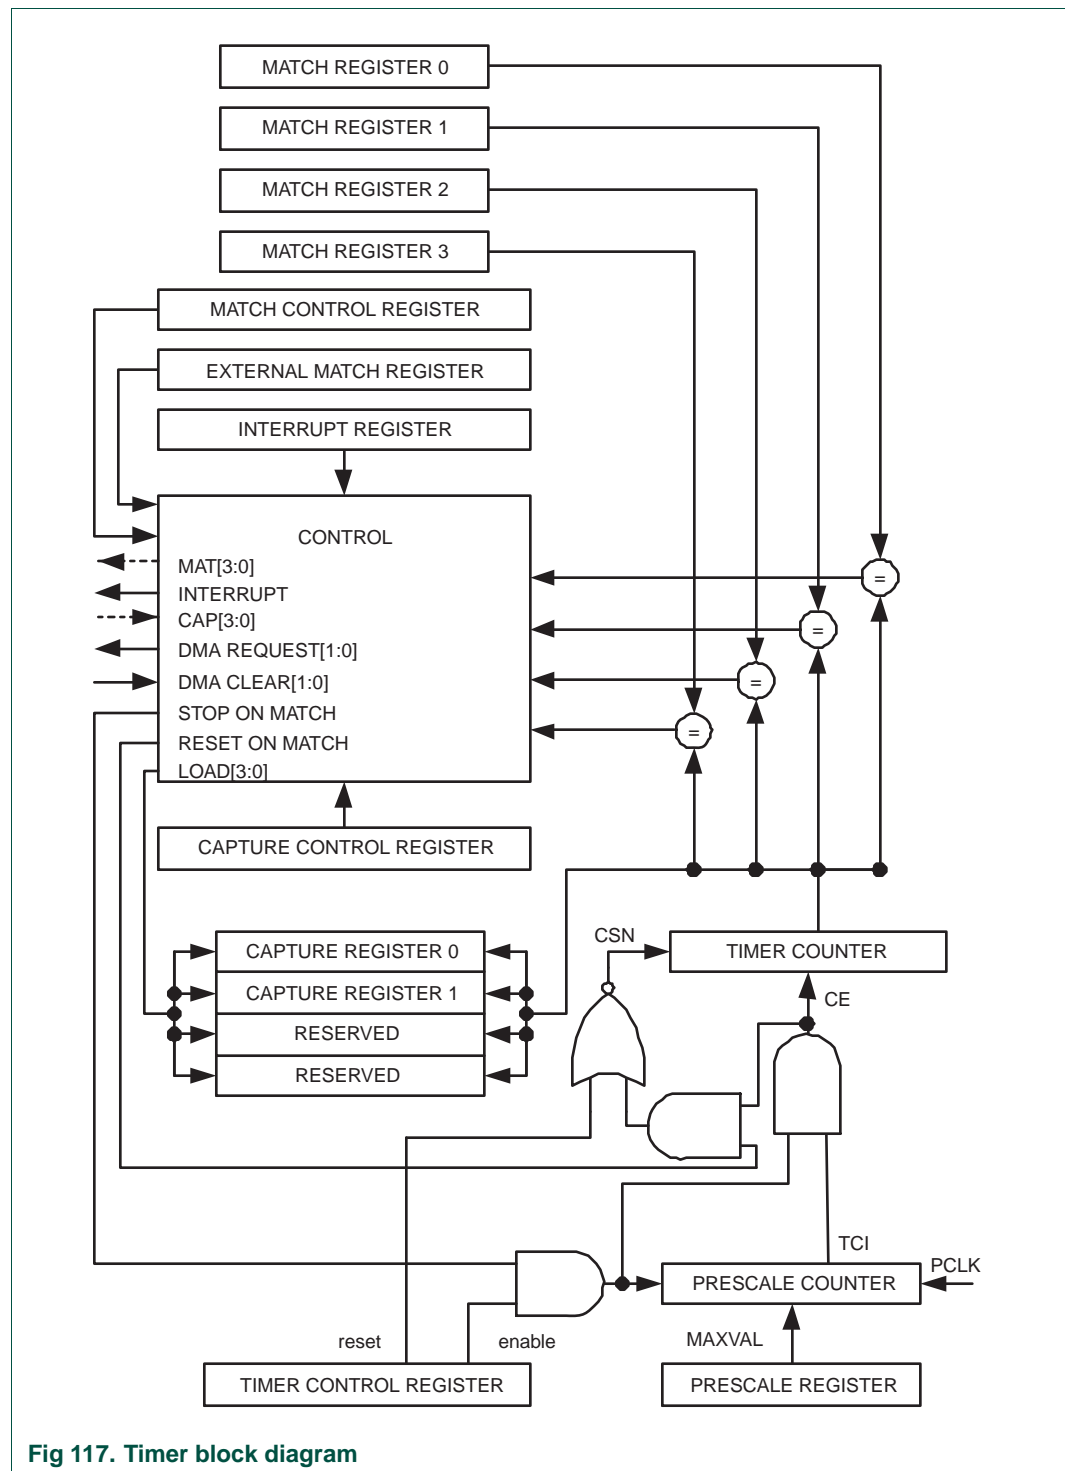 MATCH REGISTER 0
MATCH REGISTER 1
MATCH REGISTER 2
MATCH REGISTER 3
MATCH CONTROL REGISTER
EXTERNAL MATCH REGISTER
INTERRUPT REGISTER
CONTROL
MAT[3:0]
INTERRUPT
CAP[3:0]
DMA REQUEST[1:0]
DMA CLEAR[1:0]
STOP ON MATCH
RESET ON MATCH
LOAD[3:0]
=
=
=
=
CAPTURE CONTROL REGISTER
CSN
TIMER COUNTER
CAPTURE REGISTER 0
CAPTURE REGISTER 1
RESERVED
RESERVED
CE
TCI
PCLK
PRESCALE COUNTER
reset
enable
MAXVAL
TIMER CONTROL REGISTER
PRESCALE REGISTER
Fig 117. Timer block diagram